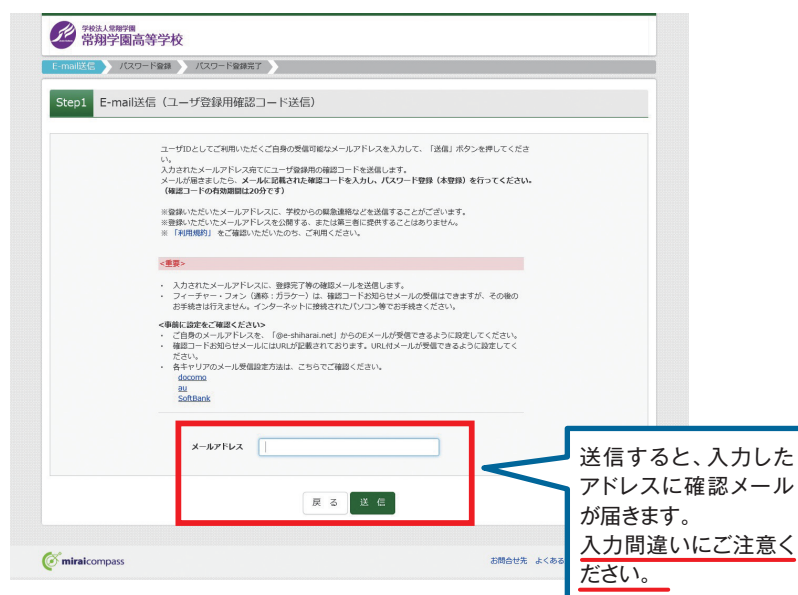 学校法人常翔学園
常翔学園高等学校
E-mail送信 パスワード登録 パスワード登録完了
Step1 E-mail送信（ユーザ登録用確認コード送信）
ユーザIDとしてご利用いただくご自身の受信可能なメールアドレスを入力して、「送信」ボタンを押してくださ
い。
入力されたメールアドレス宛てにユーザ登録用の確認コードを送信します。
メールが届きましたら、メールに記載された確認コードを入力し、パスワード登録（本登録）を行ってください。
（確認コードの有効期間は20分です）
※登録いただいたメールアドレスに、学校からの緊急連絡などを送信することがございます。
※登録いただいたメールアドレスを公開する、または第三者に提供することはありません。
※「利用規約」をご確認いただいたのち、ご利用ください。
<重要>
・ 入力されたメールアドレスに、登録完了等の確認メールを送信します。
・ フィーチャー・フォン（通称：ガラケー）は、確認コードお知らせメールの受信はできますが、その後の
お手続きは行えません。インターネットに接続されたパソコン等でお手続きください。
<事前に設定をご確認ください>
・ ご自身のメールアドレスを、「@e-shiharai.net」からのEメールが受信できるように設定してください。
・ 確認コードお知らせメールにはURLが記載されております。URL付メールが受信できるように設定してく
ださい。
・ 各キャリアのメール受信設定方法は、こちらでご確認ください。
docomo
au
SoftBank
メールアドレス
戻 る 送 信
送信すると、入力した
アドレスに確認メール
が届きます。
入力間違いにご注意く
ださい。
miraicompass
お問合せ先 よくある